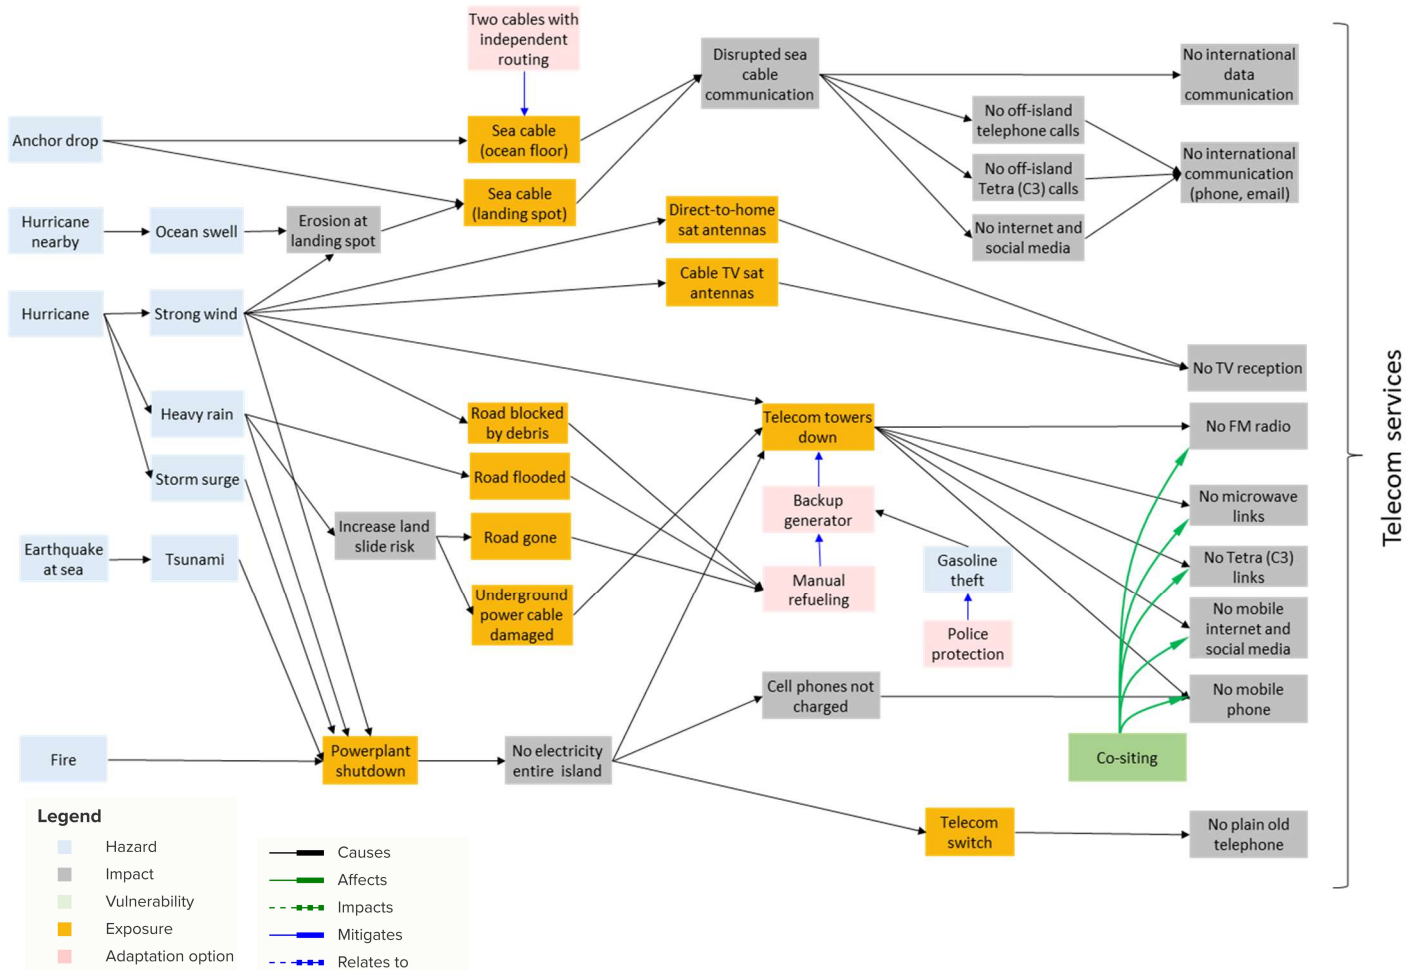 Two cables with
independent
routing
Disrupted sea
cable
communication
No international
data
communication
Anchor drop
Sea cable
(ocean floor)
No off-island
telephone calls
No off-island
Tetra (C3) calls
No international
communication
(phone, email)
Sea cable
(landing spot)
Hurricane
nearby
Ocean swell
Erosion at
landing spot
Direct-to-home
sat antennas
No internet and
social media
Cable TV sat
antennas
Hurricane
Strong wind
No TV reception
Heavy rain
Road blocked
by debris
Telecom towers
down
No FM radio
Telecom services
Storm surge
Road flooded
Backup
generator
No microwave
links
Increase land
slide risk
Road gone
Earthquake
at sea
Tsunami
Gasoline
theft
No Tetra (C3)
links
Manual
refueling
Underground
power cable
damaged
Police
protection
No mobile
internet and
social media
Cell phones not
charged
No mobile
phone
Fire
Powerplant
shutdown
No electricity
entire island
Co-siting
Telecom
switch
No plain old
telephone
Legend
Hazard
Impact
Vulnerability
Exposure
Adaptation option
Causes
Affects
Impacts
Mitigates
Relates to